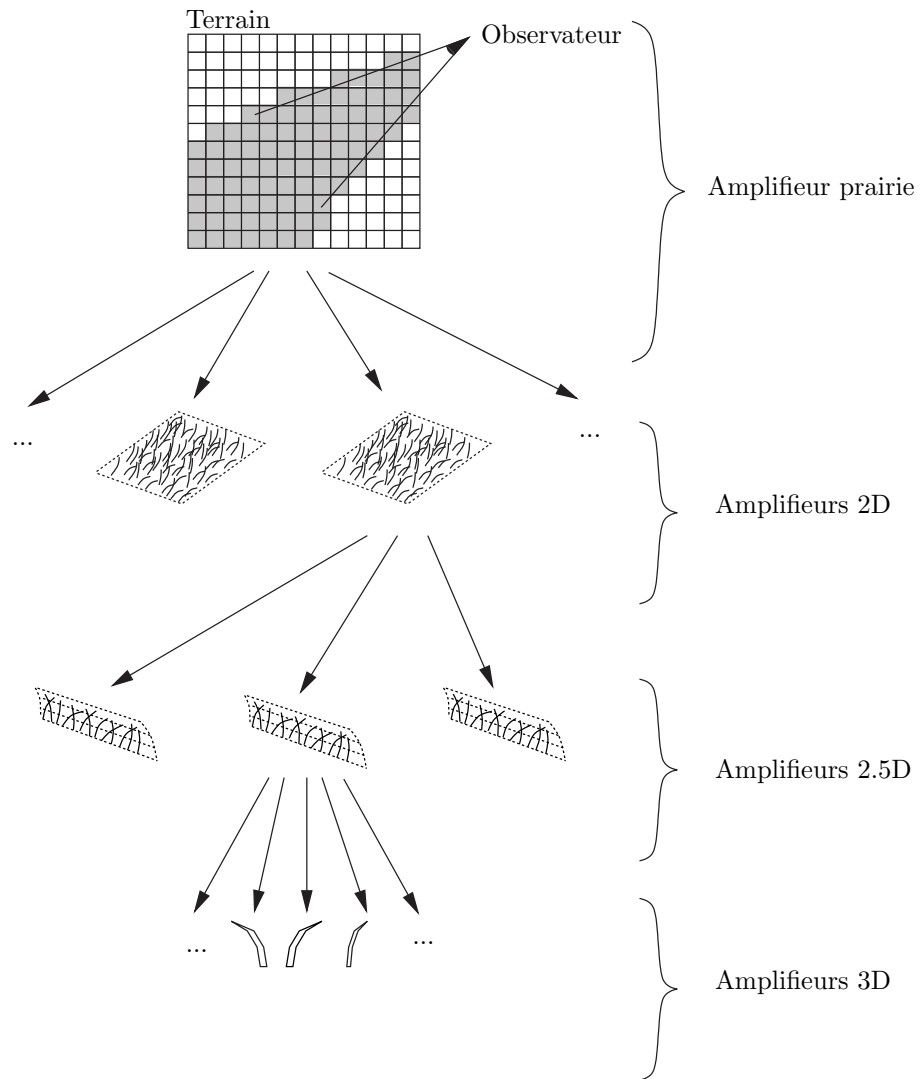 Terrain
Observateur
Amplifieur prairie
...
...
Amplifieurs 2D
Amplifieurs 2.5D
...
...
Amplifieurs 3D